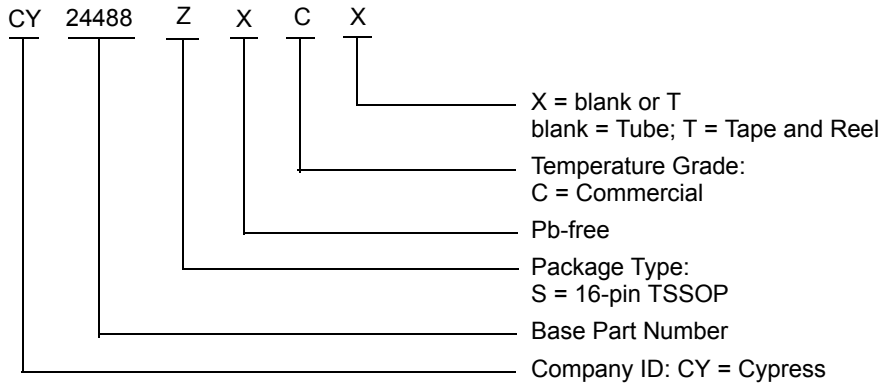 CY 24488 Z X C X
X = blank or T
blank = Tube; T = Tape and Reel
Temperature Grade:
C = Commercial
Pb-free
Package Type:
S = 16-pin TSSOP
Base Part Number
Company ID: CY = Cypress